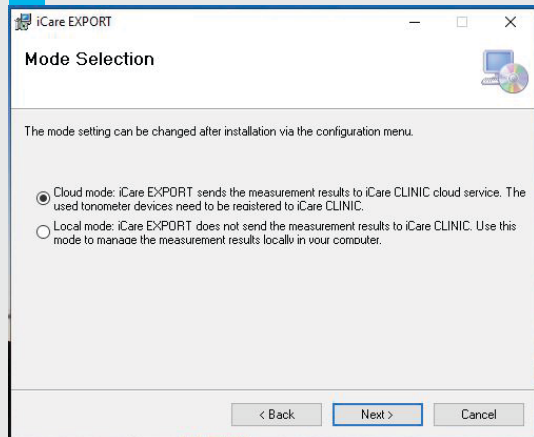 iCare EXPORT
Mode Selection
The mode setting can be changed after installation via the configuration menu.
Cloud mode: iCare EXPORT sends the measurement results to iCare CLINIC cloud service. The
used tonometer devices need to be registered to iCare CLINIC.
Local mode: iCare EXPORT does not send the measurement results to iCare CLINIC. Use this
mode to manage the measurement results locally in your computer.
< Back
Next >
Cancel